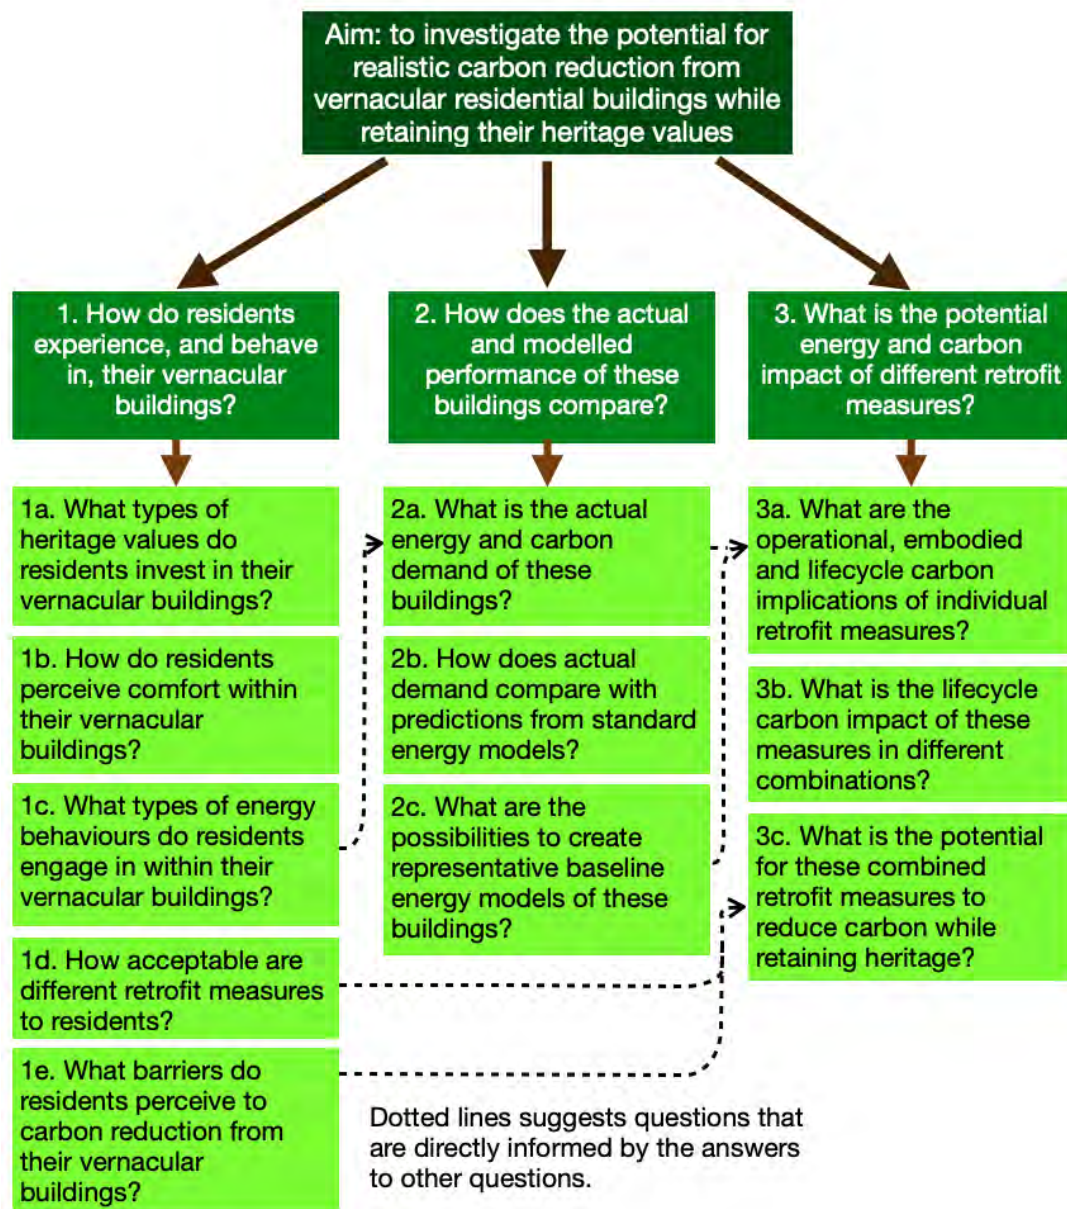 Aim: to investigate the potential for
realistic carbon reduction from
vernacular residential buildings while
retaining their heritage values
1. How do residents
experience, and behave
in, their vernacular
buildings?
2. How does the actual
and modelled
performance of these
buildings compare?
3. What is the potential
energy and carbon
impact of different retrofit
measures?
1a. What types of
heritage values do
residents invest in their
vernacular buildings?
1b. How do residents
perceive comfort within
their vernacular
buildings?
1c. What types of energy
behaviours do residents
engage in within their
vernacular buildings?
1d. How acceptable are
different retrofit measures
to residents?
1e. What barriers do
residents perceive to
carbon reduction from
their vernacular
buildings?
2a. What is the actual
energy and carbon
demand of these
buildings?
2b. How does actual
demand compare with
predictions from standard
energy models?
2c. What are the
possibilities to create
representative baseline
energy models of these
buildings?
3a. What are the
operational, embodied
and lifecycle carbon
implications of individual
retrofit measures?
3b. What is the lifecycle
carbon impact of these
measures in different
combinations?
3c. What is the potential
for these combined
retrofit measures to
reduce carbon while
retaining heritage?
Dotted lines suggests questions that
are directly informed by the answers
to other questions.